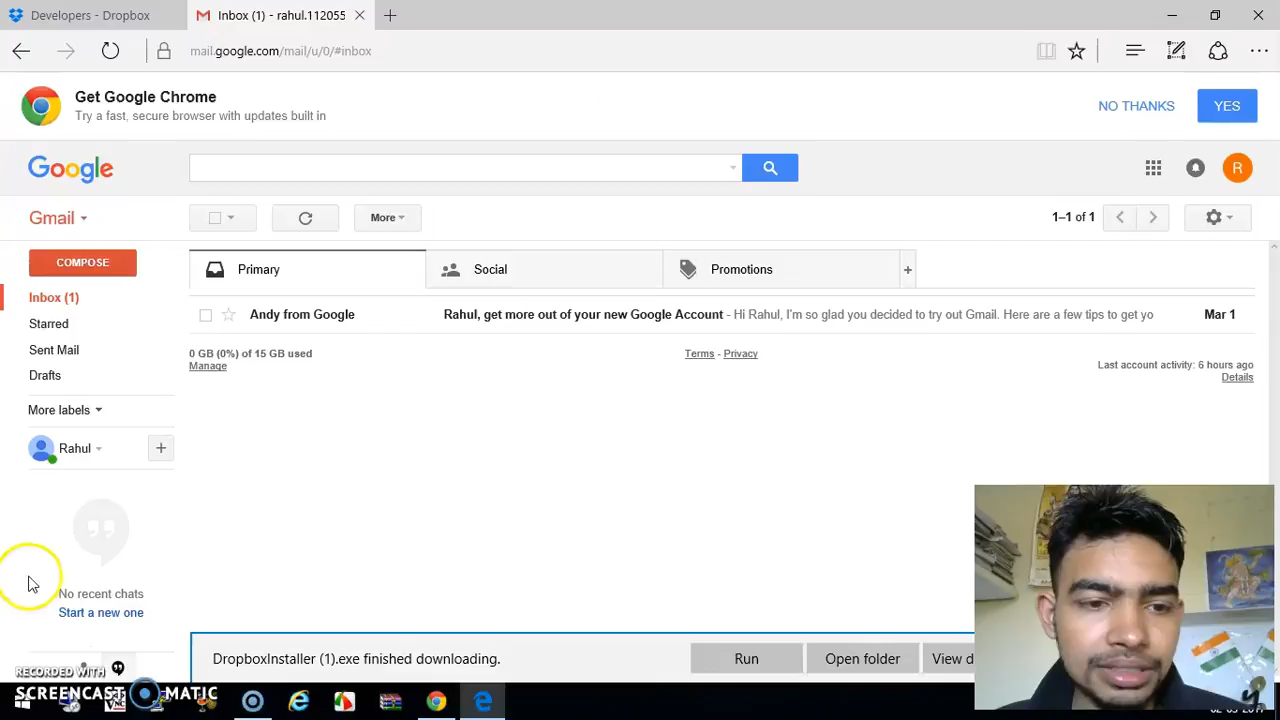 Developers - Dropbox
Inbox (1) - rahul.112055
mail.google.com/mail/u/0/#inbox
Get Google Chrome
Try a fast, secure browser with updates built in
NO THANKS
YES
Google
R
Gmail
More
1–1 of 1
COMPOSE
Primary
Social
Promotions
+
Inbox (1)
Andy from Google
Rahul, get more out of your new Google Account - Hi Rahul, I'm so glad you decided to try out Gmail. Here are a few tips to get yo
Mar 1
Starred
Sent Mail
0 GB (0%) of 15 GB used
Manage
Terms - Privacy
Last account activity: 6 hours ago
Details
Drafts
More labels
Rahul
+
No recent chats
Start a new one
DropboxInstaller (1).exe finished downloading.
Run
Open folder
View d
RECORDED WITH
SCREENCAST MATIC